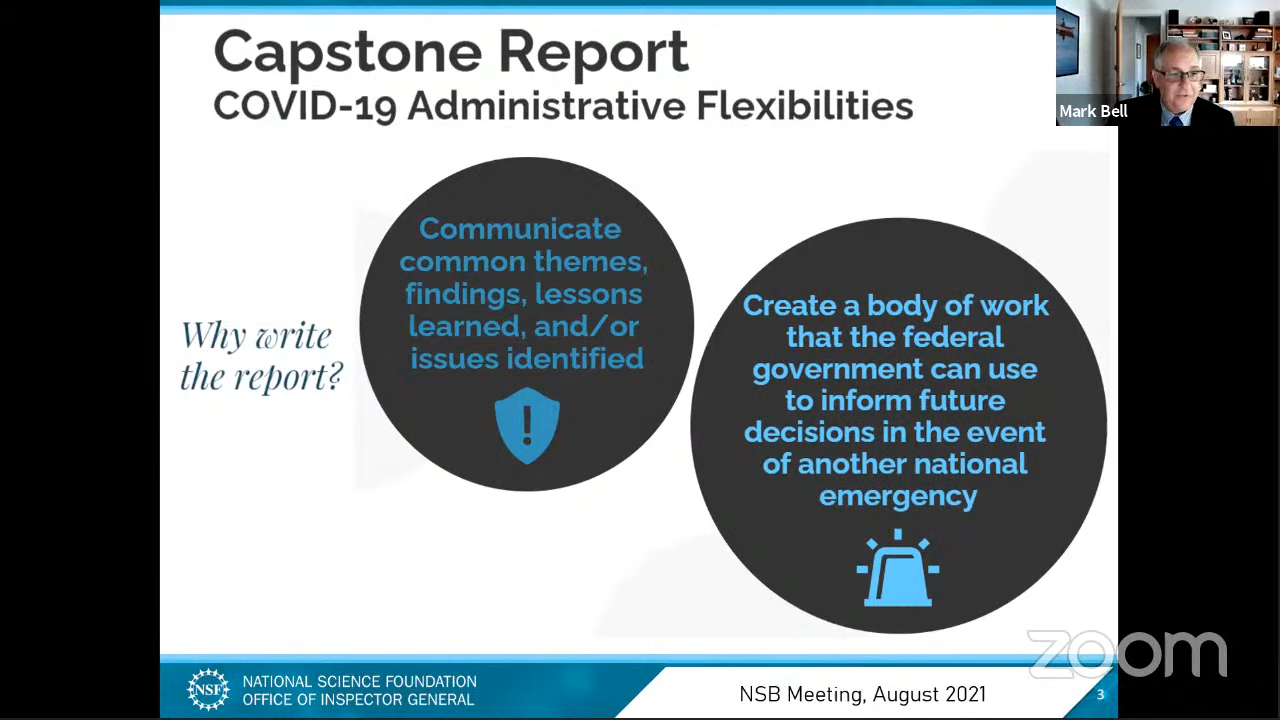 Capstone Report
COVID-19 Administrative Flexibilities
Mark Bell
Why write
the report?
Communicate
common themes,
findings, lessons
learned, and/or
issues identified
Create a body of work
that the federal
government can use
to inform future
decisions in the event
of another national
emergency
zoom
NSF
NATIONAL SCIENCE FOUNDATION
OFFICE OF INSPECTOR GENERAL
NSB Meeting, August 2021
3